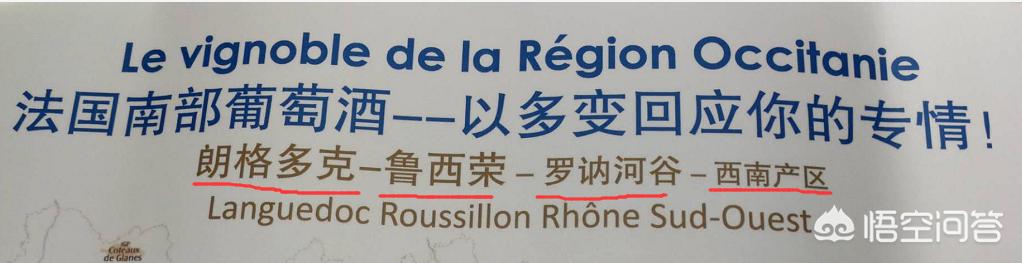 Le vignoble de la Région Occitanie
法国南部葡萄酒——以多变回应你的专情！
朗格多克–鲁西荣 – 罗讷河谷 – 西南产区
Languedoc Roussillon Rhône Sud-Ouest
悟空问答
IGP
Coteaux
de Glanes